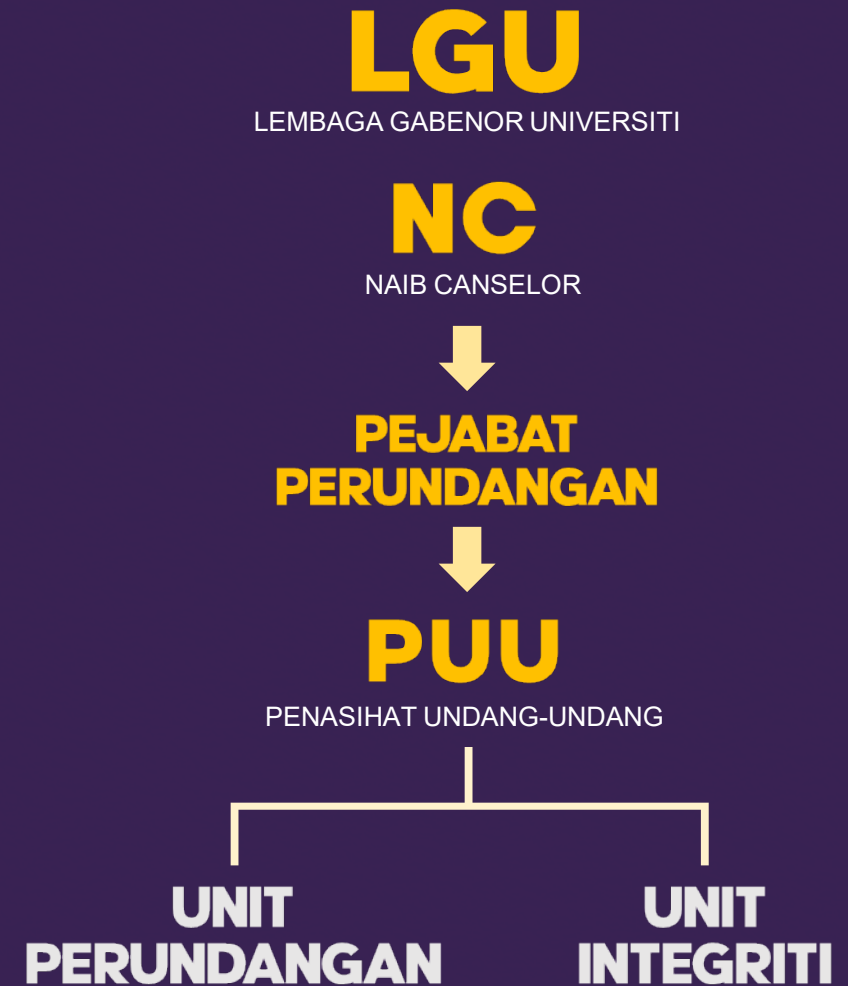 LGU
LEMBAGA GABENOR UNIVERSITI
NC
NAIB CANSELOR
PEJABAT
PERUNDANGAN
PUU
PENASIHAT UNDANG-UNDANG
UNIT
PERUNDANGAN
UNIT
INTEGRITI